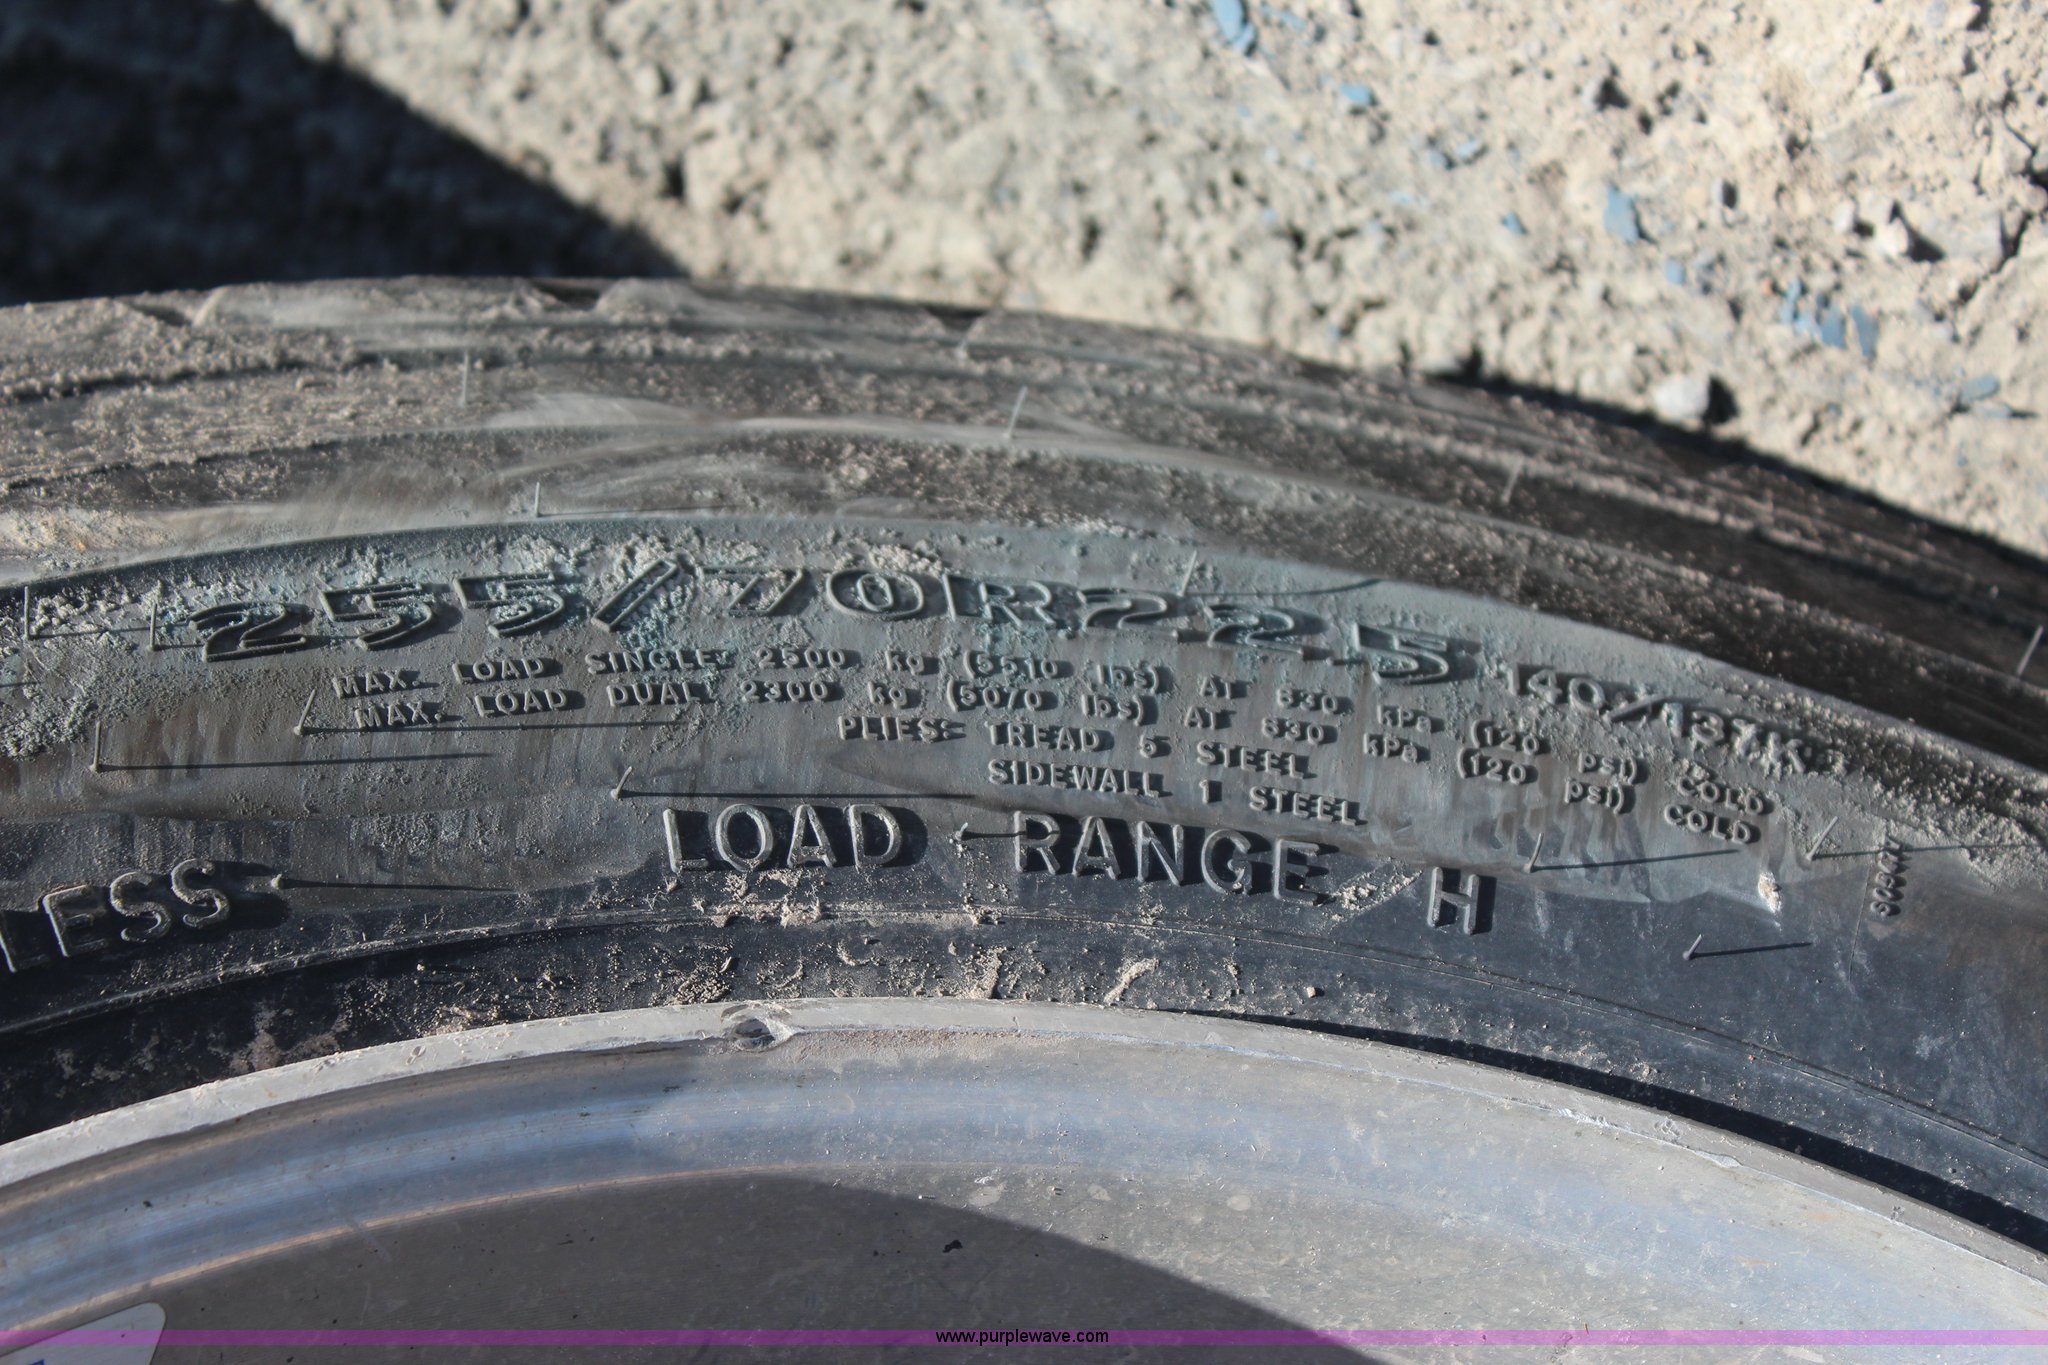 255/70R22.5 140/137K
MAX. LOAD SINGLE: 2500 kg (5510 lbs) AT 830 kPa (120 psi) COLD
MAX. LOAD DUAL: 2300 kg (5070 lbs) AT 830 kPa (120 psi) COLD
PLIES: TREAD 5 STEEL
SIDEWALL 1 STEEL
LOAD RANGE H
LESS
www.purplewave.com